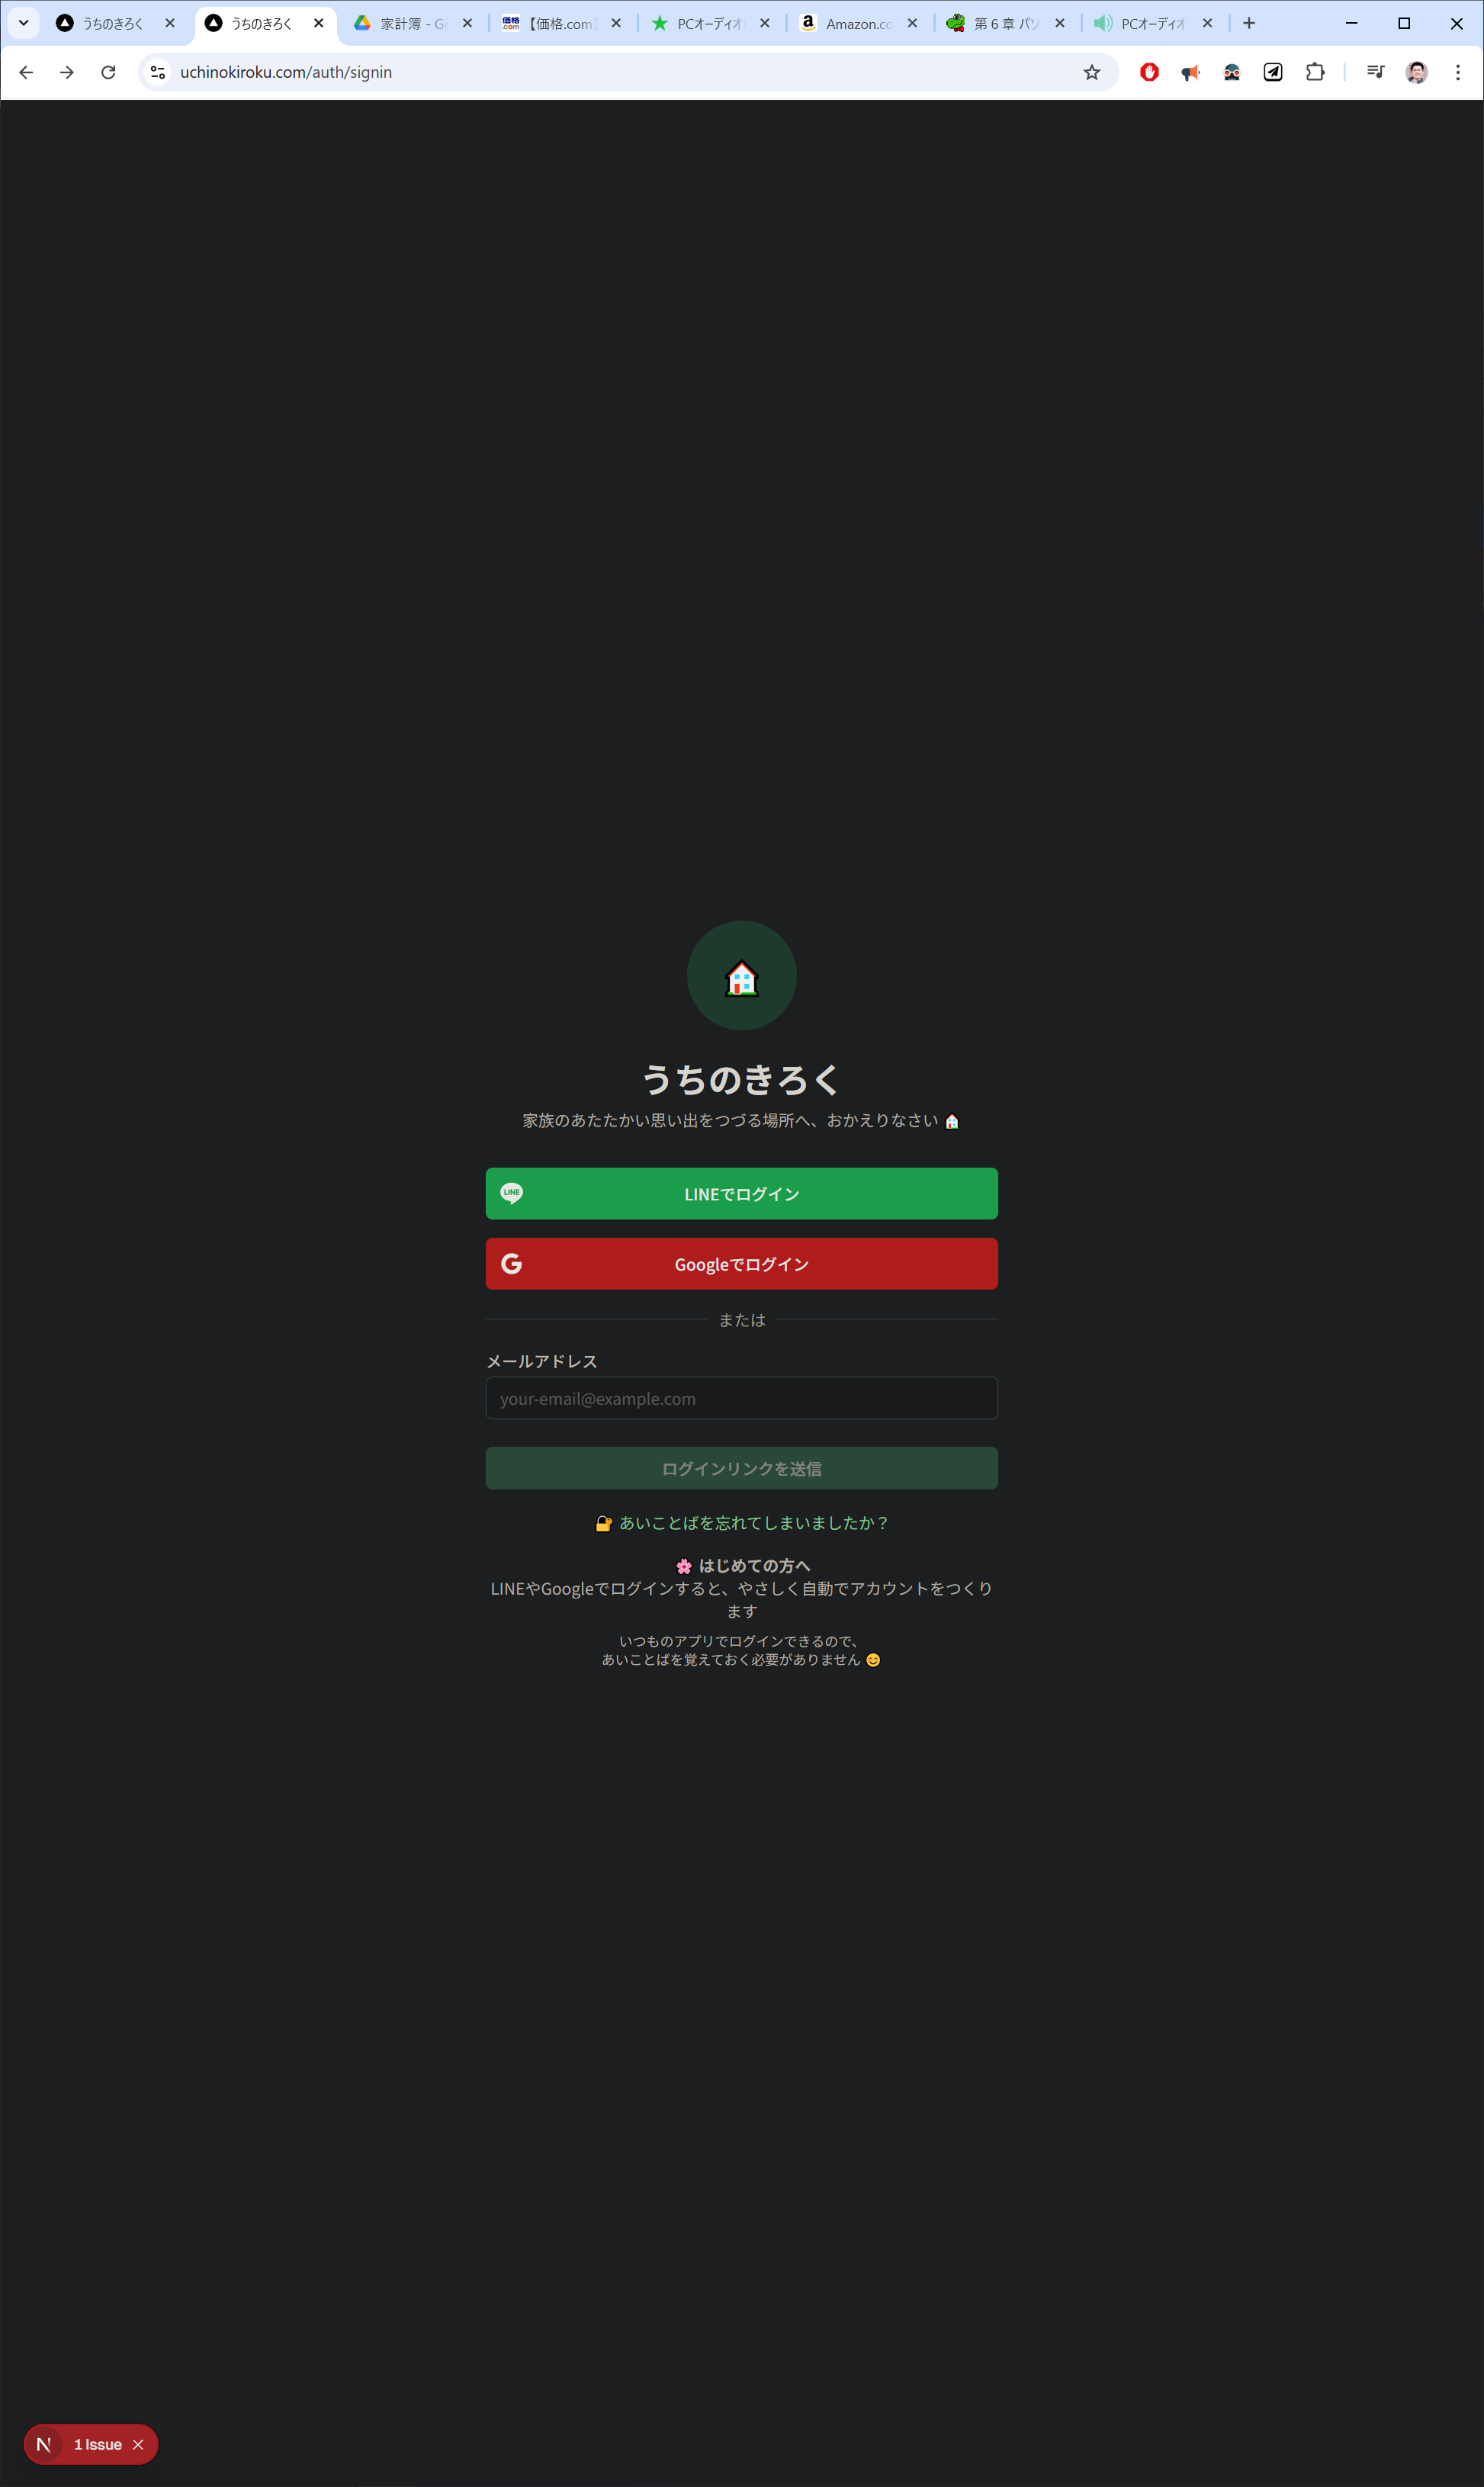 うちのきろく
うちのきろく
家計簿 - G
【価格.com】
PCオーディオ
Amazon.co
第 6 章 パソ
PCオーディオ
uchinokiroku.com/auth/signin
うちのきろく
家族のあたたかい思い出をつづる場所へ、おかえりなさい
LINE
LINEでログイン
G
Googleでログイン
または
メールアドレス
your-email@example.com
ログインリンクを送信
あいことばを忘れてしまいましたか？
はじめての方へ
LINEやGoogleでログインすると、やさしく自動でアカウントをつくり
ます
いつものアプリでログインできるので、
あいことばを覚えておく必要がありません
N
1 Issue